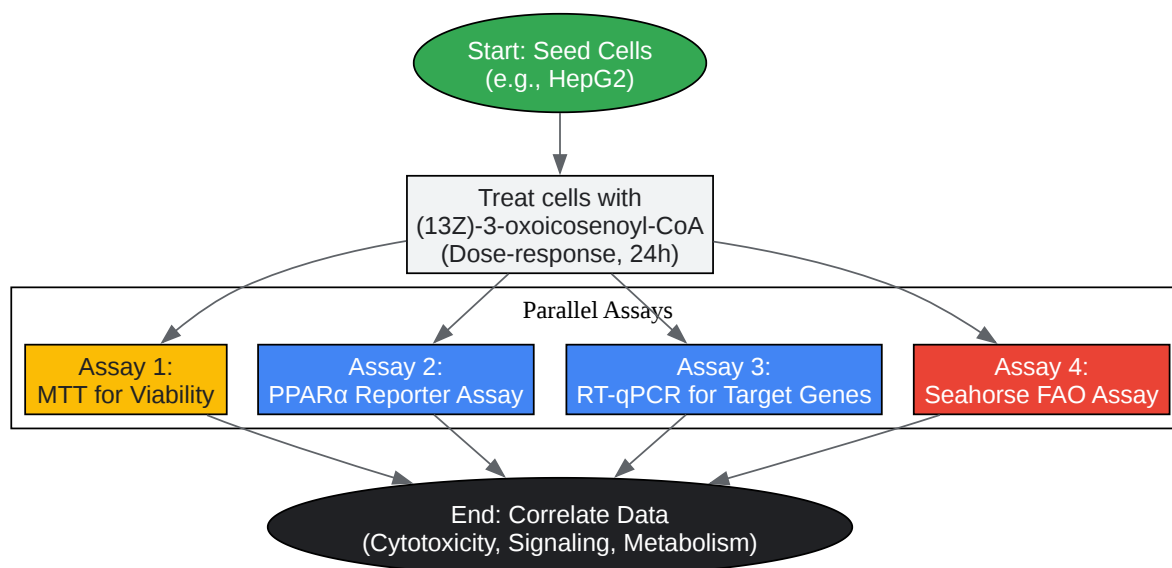 Start: Seed Cells
(e.g., HepG2)
Treat cells with
(13Z)-3-oxoicosenoyl-CoA
(Dose-response, 24h)
Parallel Assays
Assay 1:
MTT for Viability
Assay 2:
PPARα Reporter Assay
Assay 3:
RT-qPCR for Target Genes
Assay 4:
Seahorse FAO Assay
End: Correlate Data
(Cytotoxicity, Signaling, Metabolism)